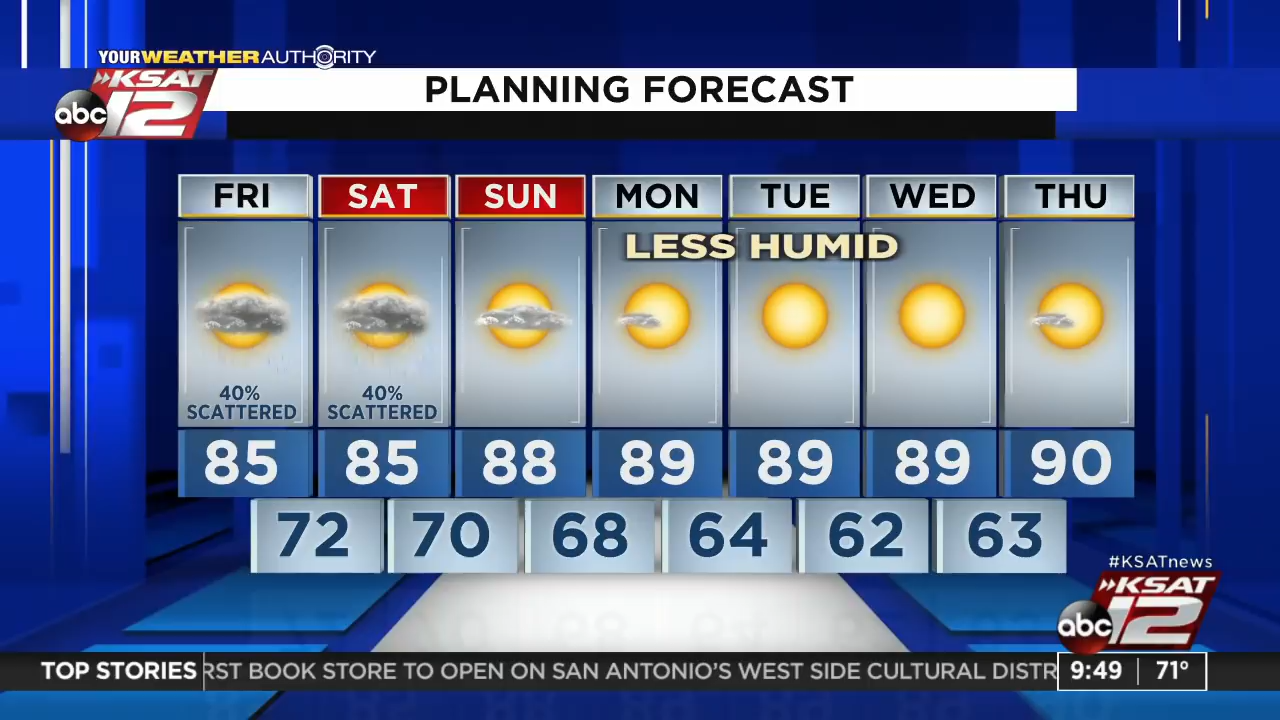 YOUR WEATHER AUTHORITY
KSAT
abc 12
PLANNING FORECAST
FRI SAT SUN MON TUE WED THU
LESS HUMID
40% 40%
SCATTERED SCATTERED
85 85 88 89 89 89 90
72 70 68 64 62 63
#KSATnews
KSAT
abc 12
TOP STORIES RST BOOK STORE TO OPEN ON SAN ANTONIO'S WEST SIDE CULTURAL DISTR 9:49 71°